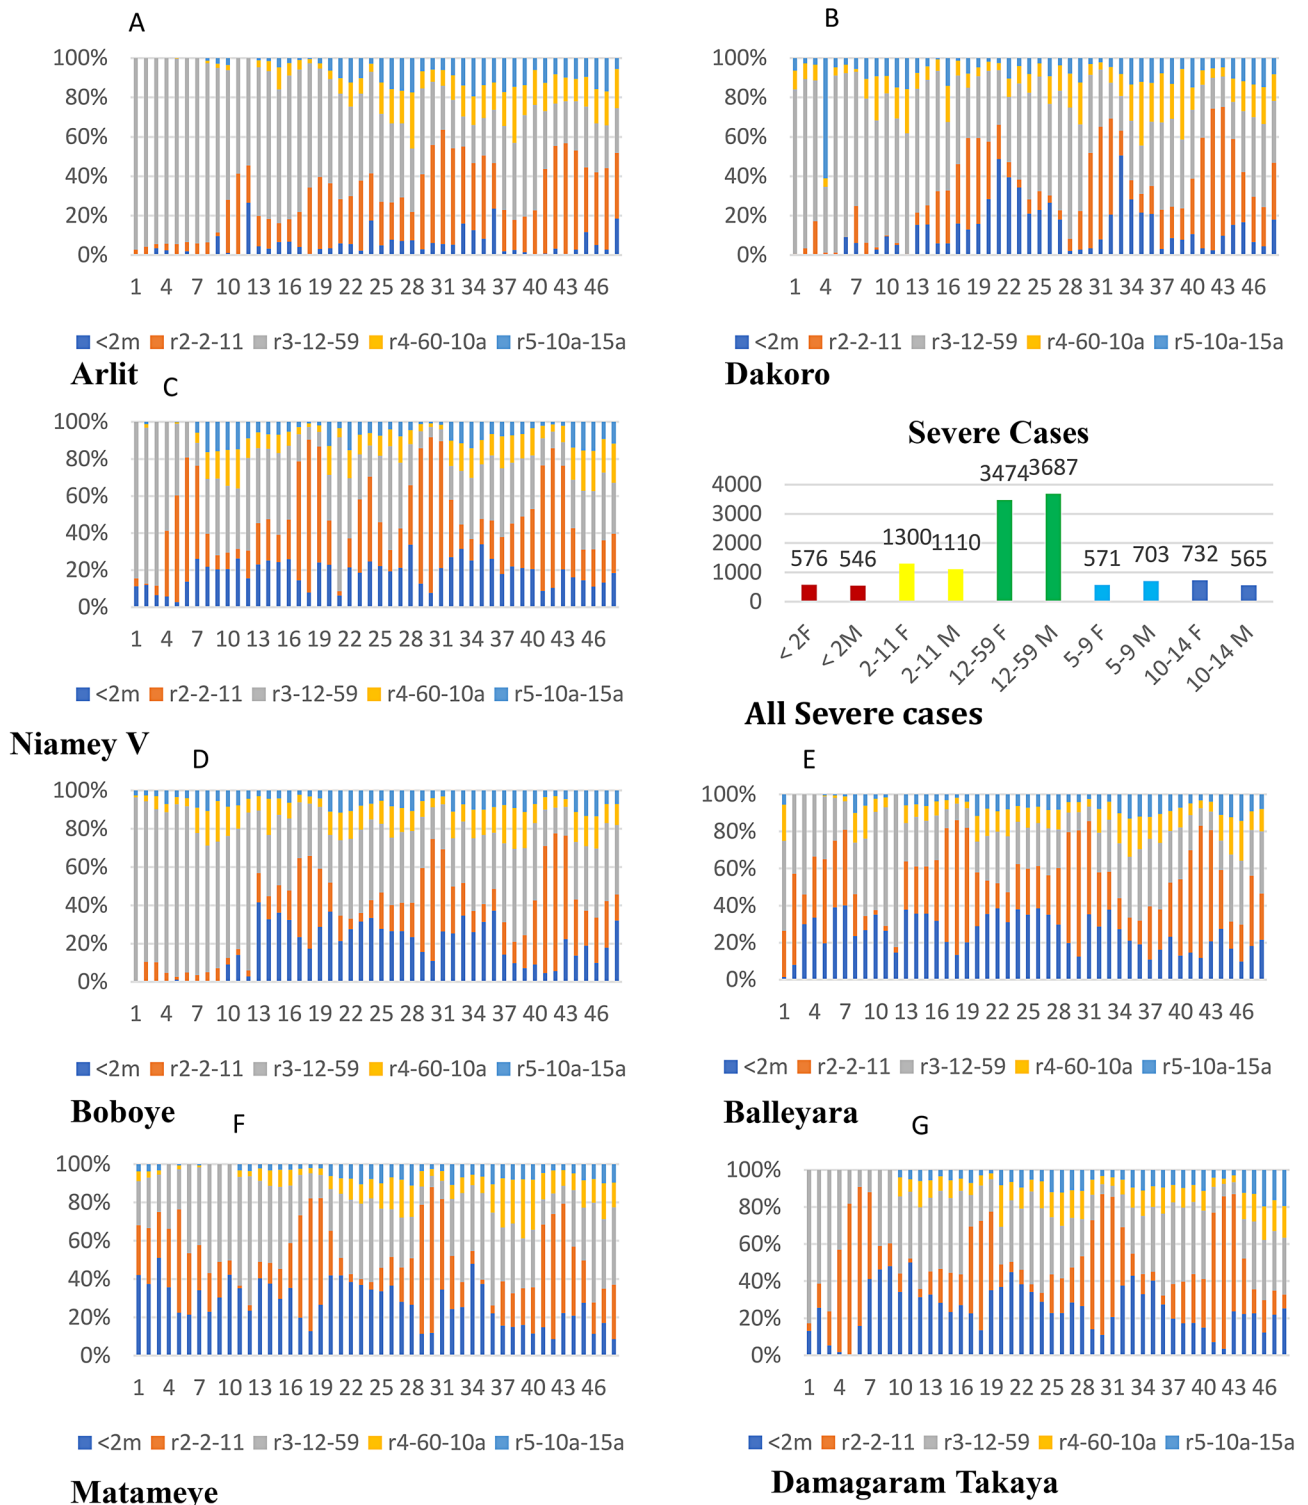 A
100%
80%
60%
40%
20%
0%
1 4 7 10 13 16 19 22 25 28 31 34 37 40 43 46
<2m r2-2-11 r3-12-59 r4-60-10a r5-10a-15a
Arlit
B
100%
80%
60%
40%
20%
0%
1 4 7 10 13 16 19 22 25 28 31 34 37 40 43 46
<2m r2-2-11 r3-12-59 r4-60-10a r5-10a-15a
Dakoro
C
100%
80%
60%
40%
20%
0%
1 4 7 10 13 16 19 22 25 28 31 34 37 40 43 46
<2m r2-2-11 r3-12-59 r4-60-10a r5-10a-15a
Niamey V
Severe Cases
4000
3000
2000
1000
0
576 546 1300 1110 3474 3687 571 703 732 565
< 2F
< 2M
2-11 F
2-11 M
12-59 F
12-59 M
5-9 F
5-9 M
10-14 F
10-14 M
All Severe cases
D
100%
80%
60%
40%
20%
0%
1 4 7 10 13 16 19 22 25 28 31 34 37 40 43 46
<2m r2-2-11 r3-12-59 r4-60-10a r5-10a-15a
Boboye
E
100%
80%
60%
40%
20%
0%
1 4 7 10 13 16 19 22 25 28 31 34 37 40 43 46
<2m r2-2-11 r3-12-59 r4-60-10a r5-10a-15a
Balleyara
F
100%
80%
60%
40%
20%
0%
1 4 7 10 13 16 19 22 25 28 31 34 37 40 43 46
<2m r2-2-11 r3-12-59 r4-60-10a r5-10a-15a
Matameye
G
100%
80%
60%
40%
20%
0%
1 4 7 10 13 16 19 22 25 28 31 34 37 40 43 46
<2m r2-2-11 r3-12-59 r4-60-10a r5-10a-15a
Damagaram Takaya